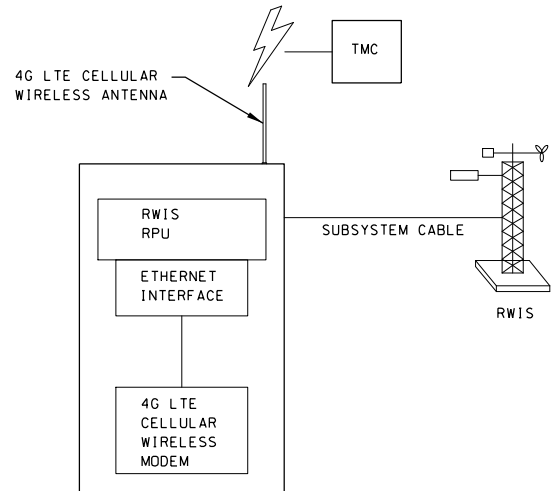 TMC
4G LTE CELLULAR
WIRELESS ANTENNA
RWIS
RPU
SUBSYSTEM CABLE
ETHERNET
INTERFACE
RWIS
4G LTE
CELLULAR
WIRELESS
MODEM